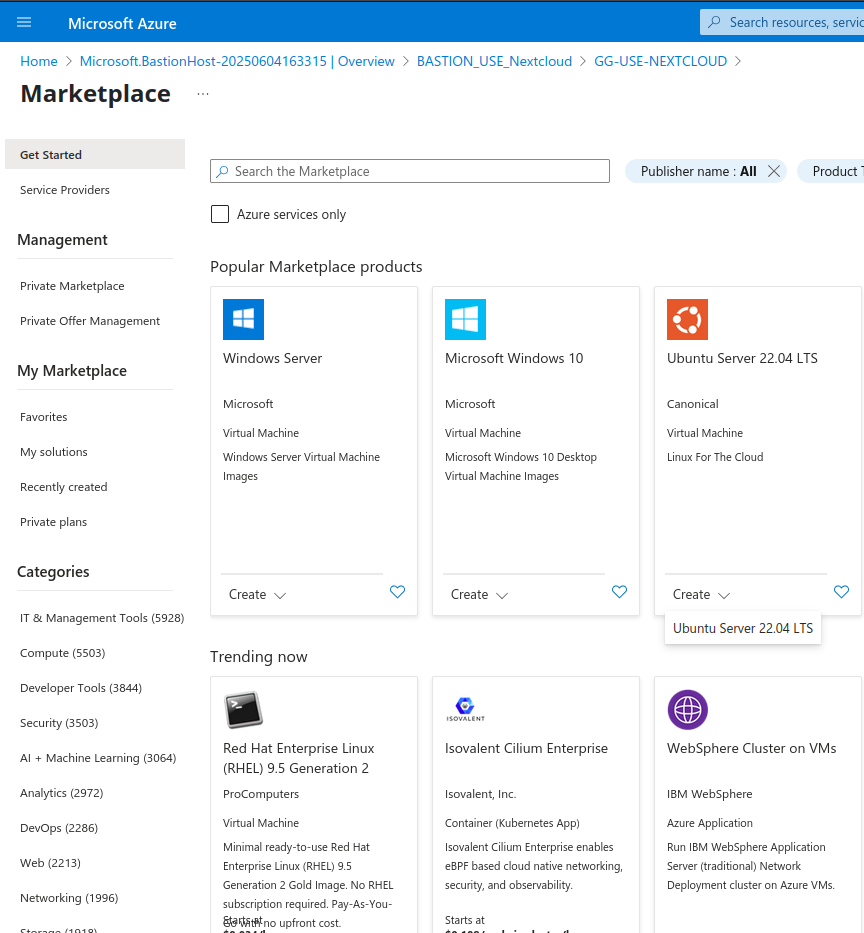 Microsoft Azure
Search resources, servic
Home > Microsoft.BastionHost-20250604163315 | Overview > BASTION_USE_Nextcloud > GG-USE-NEXTCLOUD >
Marketplace ...
Get Started
Service Providers
Management
Private Marketplace
Private Offer Management
My Marketplace
Favorites
My solutions
Recently created
Private plans
Categories
IT & Management Tools (5928)
Compute (5503)
Developer Tools (3844)
Security (3503)
AI + Machine Learning (3064)
Analytics (2972)
DevOps (2286)
Web (2213)
Networking (1996)
Storage (1918)
Search the Marketplace
Publisher name : All
Product T
Azure services only
Popular Marketplace products
Windows Server
Microsoft
Virtual Machine
Windows Server Virtual Machine
Images
Create
Microsoft Windows 10
Microsoft
Virtual Machine
Microsoft Windows 10 Desktop
Virtual Machine Images
Create
Ubuntu Server 22.04 LTS
Canonical
Virtual Machine
Linux For The Cloud
Create
Ubuntu Server 22.04 LTS
Trending now
Red Hat Enterprise Linux
(RHEL) 9.5 Generation 2
ProComputers
Virtual Machine
Minimal ready-to-use Red Hat
Enterprise Linux (RHEL) 9.5
Generation 2 Gold Image. No RHEL
subscription required. Pay-As-You-
Go with no upfront cost.
Starts at
ISOVALENT
Isovalent Cilium Enterprise
Isovalent, Inc.
Container (Kubernetes App)
Isovalent Cilium Enterprise enables
eBPF based cloud native networking,
security, and observability.
Starts at
WebSphere Cluster on VMs
IBM WebSphere
Azure Application
Run IBM WebSphere Application
Server (traditional) Network
Deployment cluster on Azure VMs.